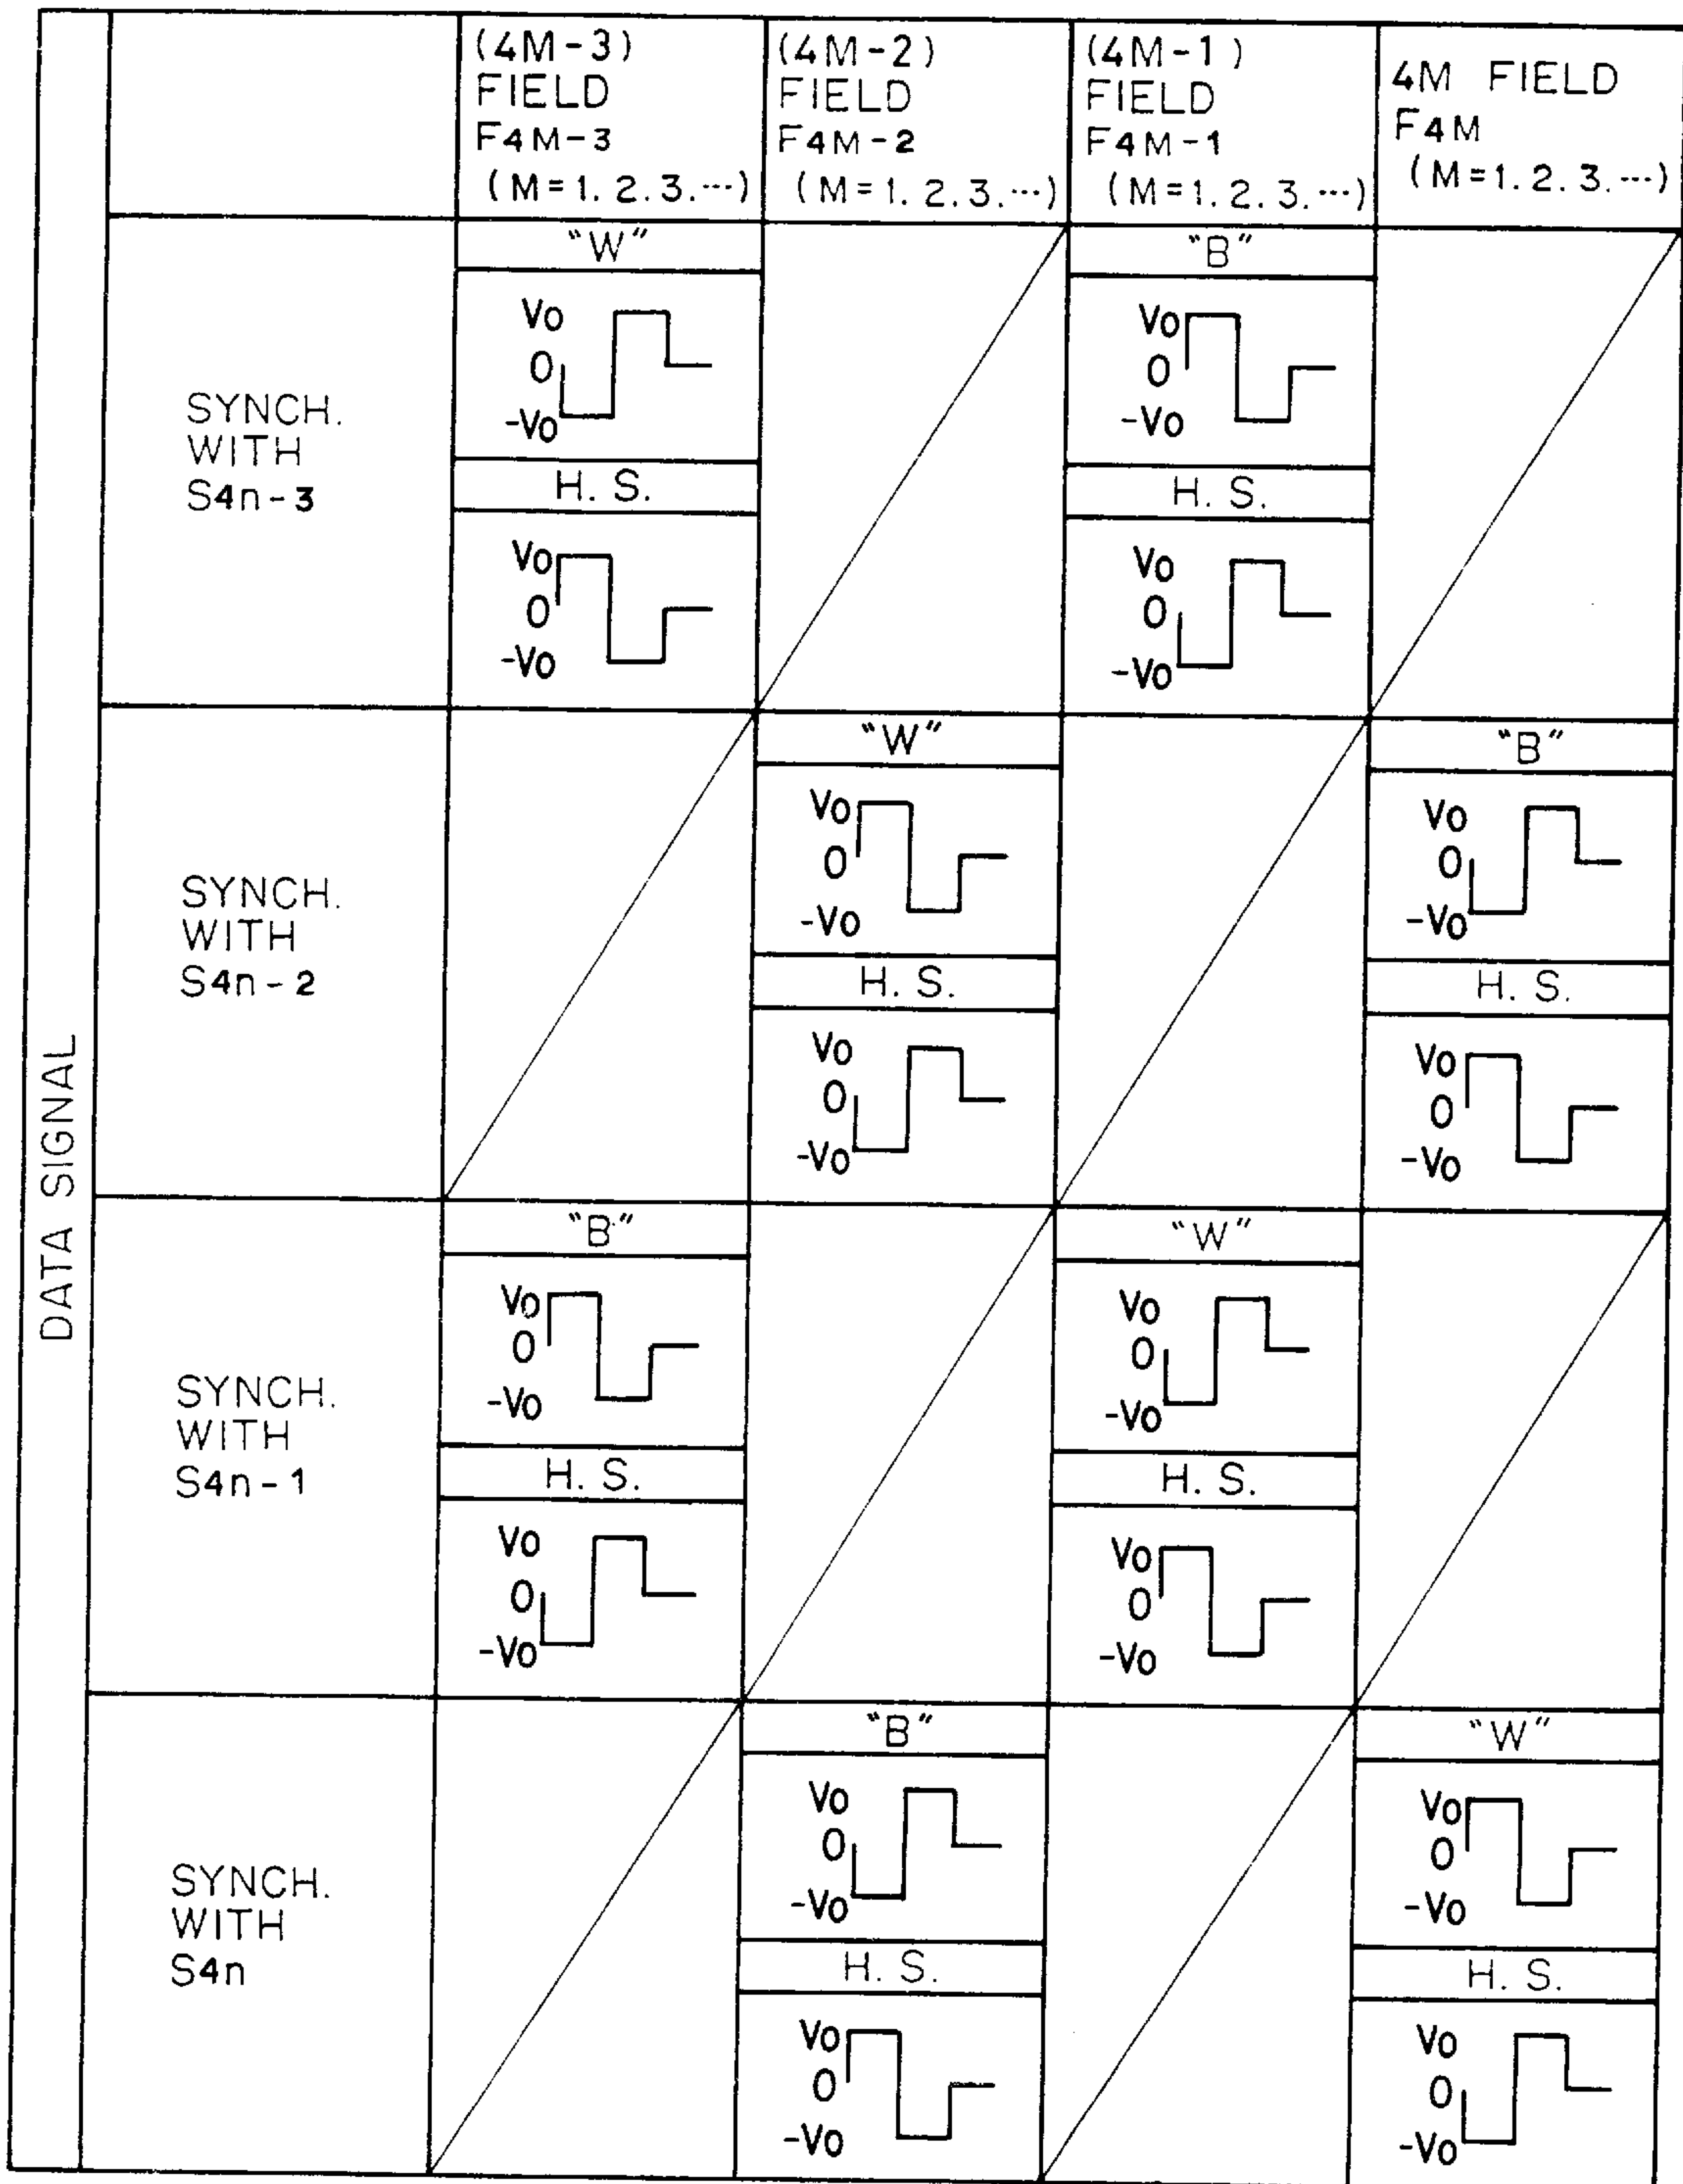 DATA SIGNAL
(4M-3)
FIELD
F4M-3
(M=1.2.3.---)
(4M-2)
FIELD
F4M-2
(M=1.2.3.---)
(4M-1)
FIELD
F4M-1
(M=1.2.3.---)
4M FIELD
F4M
(M=1.2.3.---)
SYNCH.
WITH
S4n-3
"W"
Vo
0
-Vo
H. S.
Vo
0
-Vo
"B"
Vo
0
-Vo
H. S.
Vo
0
-Vo
SYNCH.
WITH
S4n-2
"W"
Vo
0
-Vo
H. S.
Vo
0
-Vo
"B"
Vo
0
-Vo
H. S.
Vo
0
-Vo
SYNCH.
WITH
S4n-1
"B"
Vo
0
-Vo
H. S.
Vo
0
-Vo
"W"
Vo
0
-Vo
H. S.
Vo
0
-Vo
SYNCH.
WITH
S4n
"B"
Vo
0
-Vo
H. S.
Vo
0
-Vo
"W"
Vo
0
-Vo
H. S.
Vo
0
-Vo